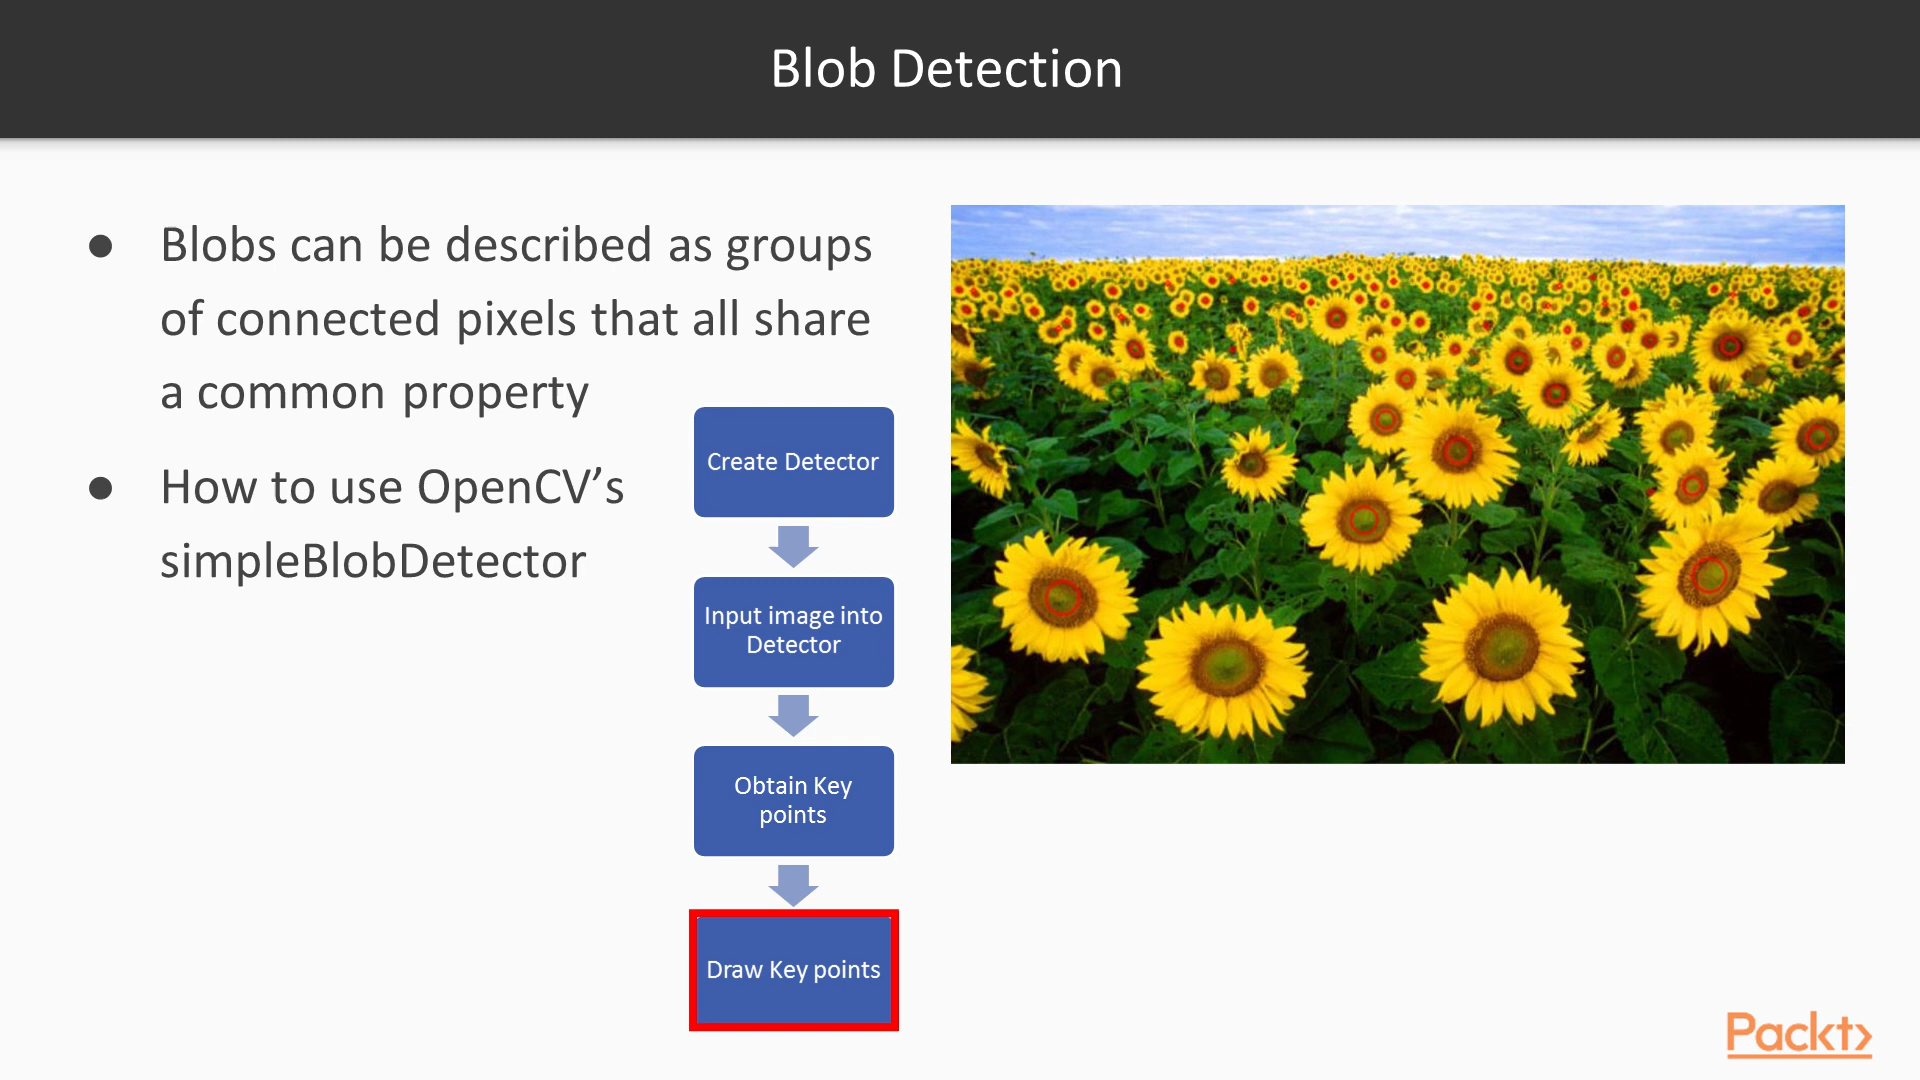 Blob Detection
● Blobs can be described as groups
of connected pixels that all share
a common property
● How to use OpenCV’s
simpleBlobDetector
Create Detector
Input image into
Detector
Obtain Key
points
Draw Key points
Packt>